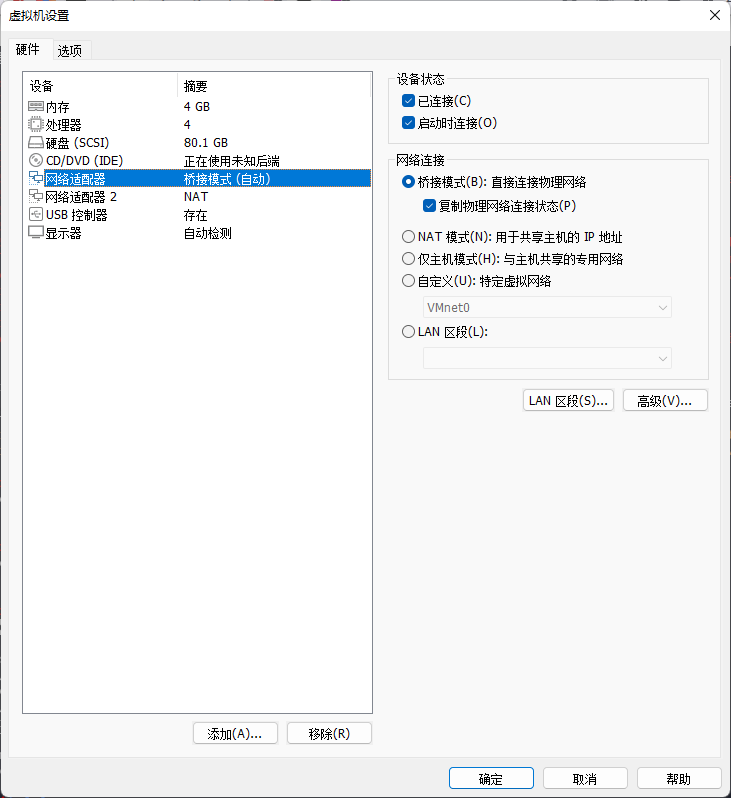 虚拟机设置
硬件 选项
设备 摘要
内存 4 GB
处理器 4
硬盘 (SCSI) 80.1 GB
CD/DVD (IDE) 正在使用未知后端
网络适配器 桥接模式 (自动)
网络适配器 2 NAT
USB 控制器 存在
显示器 自动检测
添加(A)... 移除(R)
设备状态
已连接(C)
启动时连接(O)
网络连接
桥接模式(B): 直接连接物理网络
复制物理网络连接状态(P)
NAT 模式(N): 用于共享主机的 IP 地址
仅主机模式(H): 与主机共享的专用网络
自定义(U): 特定虚拟网络
VMnet0
LAN 区段(L):
LAN 区段(S)... 高级(V)...
确定 取消 帮助